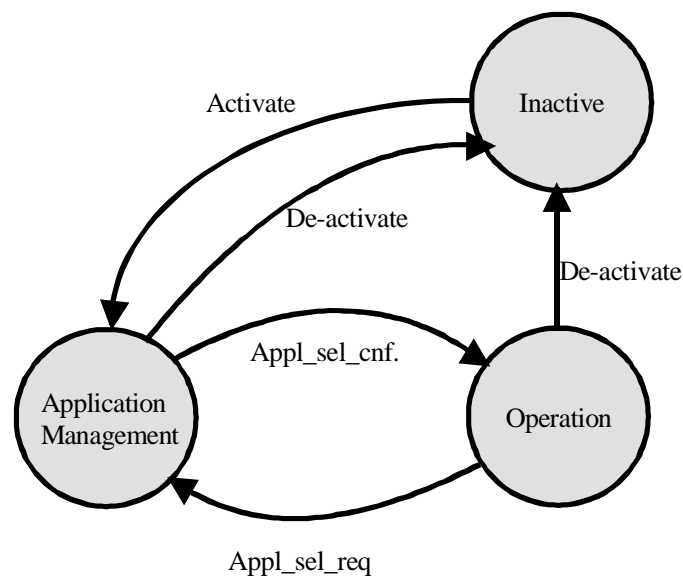 Activate
Inactive
De-activate
De-activate
Appl_sel_cnf.
Application
Management
Operation
Appl_sel_req